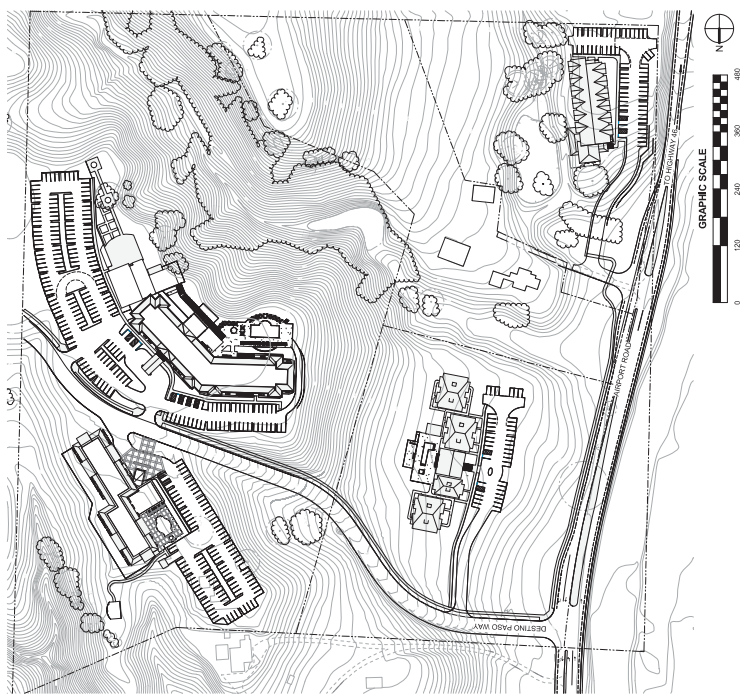 N
480
360
240
120
0
GRAPHIC SCALE
TO HIGHWAY 46
AIRPORT ROAD
DESTINO PASO WAY